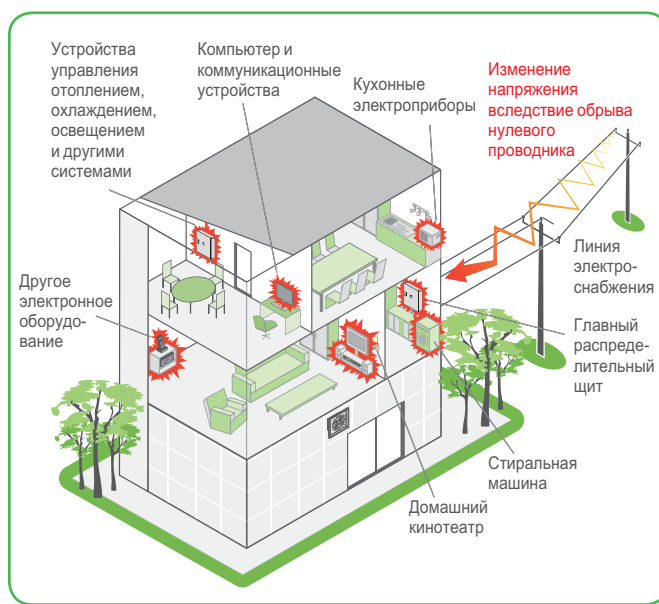 Устройства
управления
отоплением,
охлаждением,
освещением
и другими
системами
Компьютер и
коммуникационные
устройства
Кухонные
электроприборы
Изменение
напряжения
вследствие обрыва
нулевого
проводника
Линия
электро-
снабжения
Другое
электронное
оборудо-
вание
Главный
распреде-
лительный
щит
Стиральная
машина
Домашний
кинотеатр